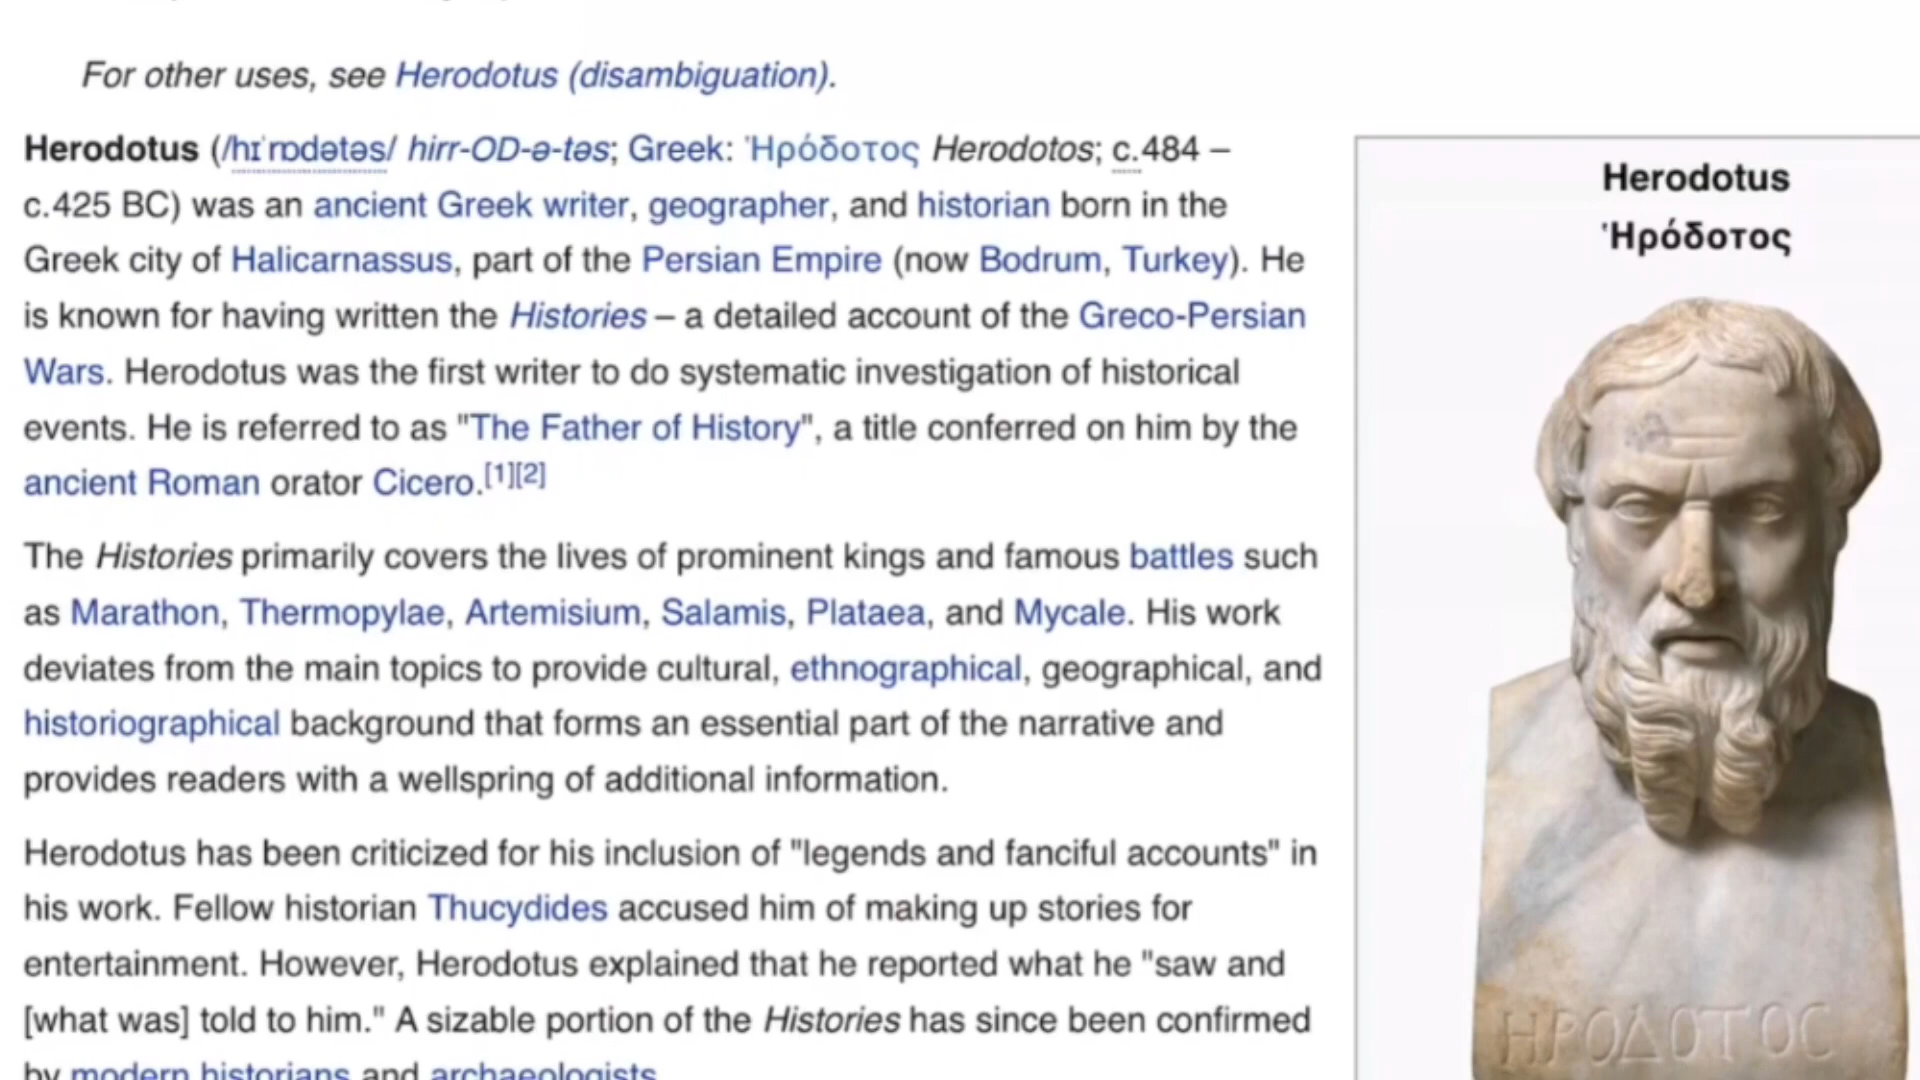 For other uses, see Herodotus (disambiguation).
Herodotus (/hɪˈrɒdətəs/ hirr-OD-ə-təs; Greek: Ἡρόδοτος Herodotos; c.484 –
c.425 BC) was an ancient Greek writer, geographer, and historian born in the
Greek city of Halicarnassus, part of the Persian Empire (now Bodrum, Turkey). He
is known for having written the Histories – a detailed account of the Greco-Persian
Wars. Herodotus was the first writer to do systematic investigation of historical
events. He is referred to as "The Father of History", a title conferred on him by the
ancient Roman orator Cicero.[1][2]
The Histories primarily covers the lives of prominent kings and famous battles such
as Marathon, Thermopylae, Artemisium, Salamis, Plataea, and Mycale. His work
deviates from the main topics to provide cultural, ethnographical, geographical, and
historiographical background that forms an essential part of the narrative and
provides readers with a wellspring of additional information.
Herodotus has been criticized for his inclusion of "legends and fanciful accounts" in
his work. Fellow historian Thucydides accused him of making up stories for
entertainment. However, Herodotus explained that he reported what he "saw and
[what was] told to him." A sizable portion of the Histories has since been confirmed
by modern historians and archaeologists.
Herodotus
Ἡρόδοτος
ΗΡΟΔΟΤΟC